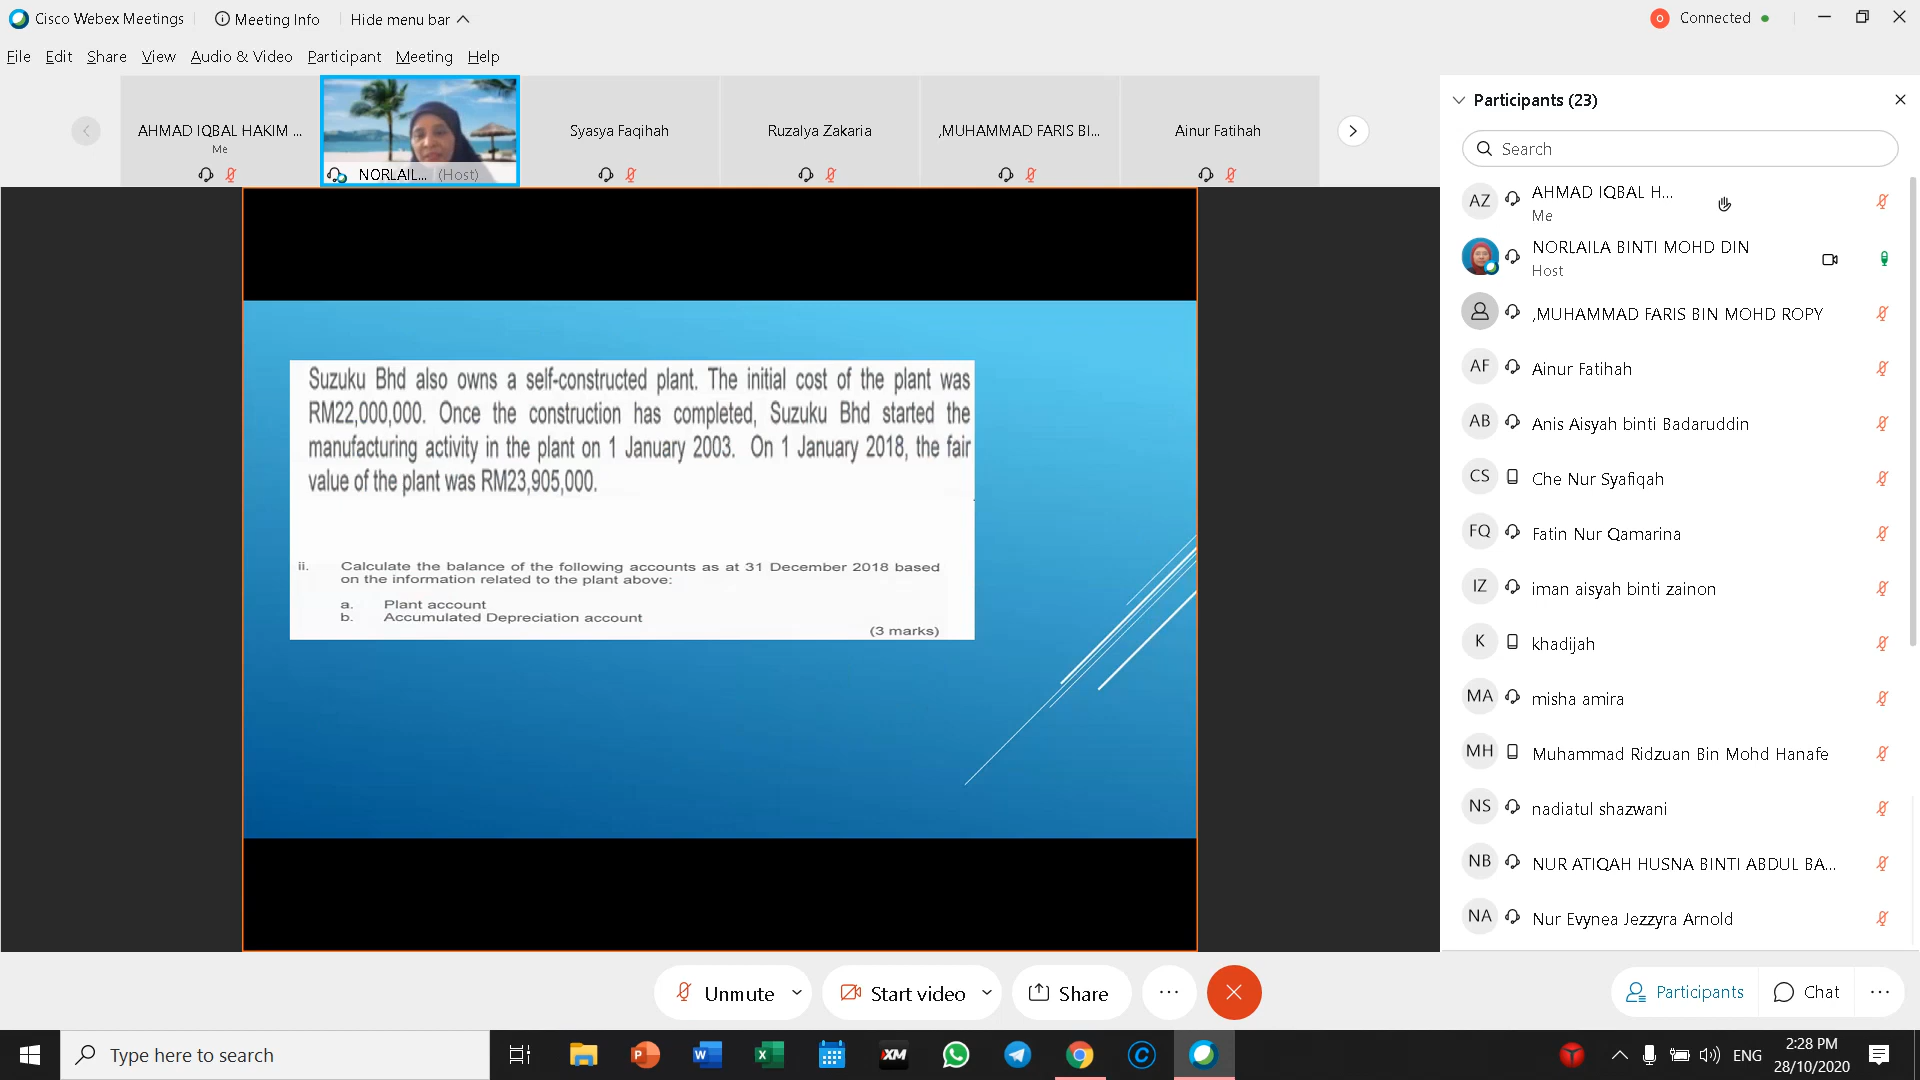 Cisco Webex Meetings
Meeting Info
Hide menu bar
Connected
File Edit Share View Audio & Video Participant Meeting Help
AHMAD IQBAL HAKIM ...
Me
NORLAIL... (Host)
Syasya Faqihah
Ruzalya Zakaria
,MUHAMMAD FARIS BI...
Ainur Fatihah
Suzuku Bhd also owns a self-constructed plant. The initial cost of the plant was
RM22,000,000. Once the construction has completed, Suzuku Bhd started the
manufacturing activity in the plant on 1 January 2003. On 1 January 2018, the fair
value of the plant was RM23,905,000.
ii. Calculate the balance of the following accounts as at 31 December 2018 based
on the information related to the plant above:
a. Plant account
b. Accumulated Depreciation account
(3 marks)
Participants (23)
Search
AZ AHMAD IQBAL H...
Me
NORLAILA BINTI MOHD DIN
Host
,MUHAMMAD FARIS BIN MOHD ROPY
AF Ainur Fatihah
AB Anis Aisyah binti Badaruddin
CS Che Nur Syafiqah
FQ Fatin Nur Qamarina
IZ iman aisyah binti zainon
K khadijah
MA misha amira
MH Muhammad Ridzuan Bin Mohd Hanafe
NS nadiatul shazwani
NB NUR ATIQAH HUSNA BINTI ABDUL BA...
NA Nur Evynea Jezzyra Arnold
Unmute
Start video
Share
Participants
Chat
Type here to search
XM
ENG
2:28 PM
28/10/2020